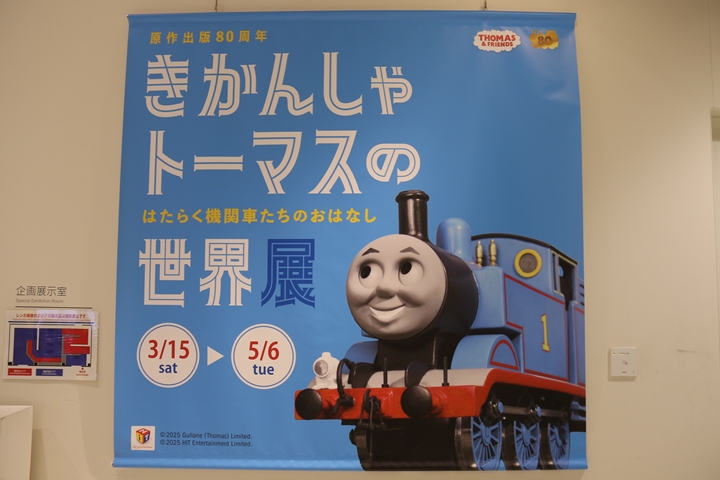 原作出版80周年
THOMAS
& FRIENDS
80
きかんしゃ
トーマスの
はたらく機関車たちのおはなし
世界展
3/15
sat
5/6
tue
1
企画展示室
Special Exhibition Room
©2025 Gullane (Thomas) Limited.
©2025 HIT Entertainment Limited.